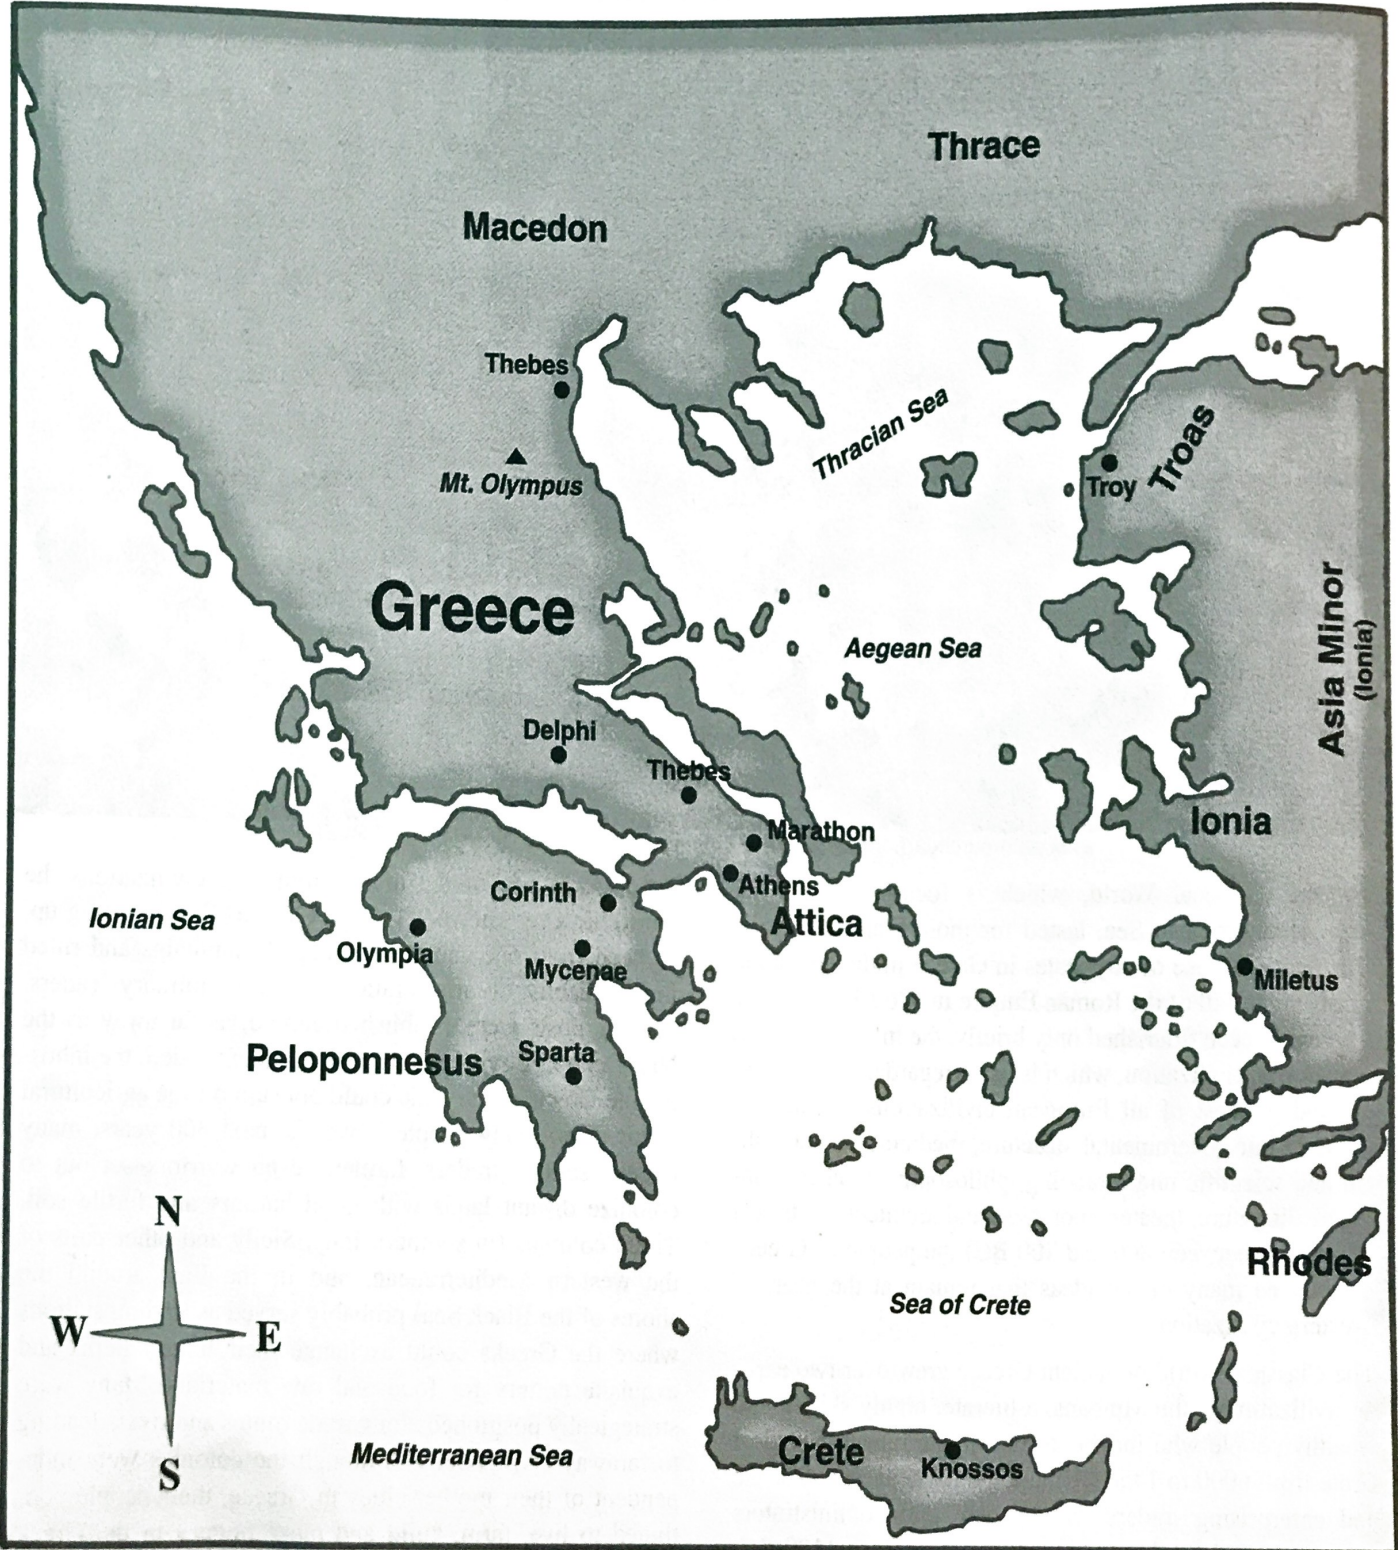 Thrace
Macedon
Thebes
Thracian Sea
Troas
Mt. Olympus
Troy
Greece
Aegean Sea
Asia Minor
(Ionia)
Delphi
Thebes
Marathon
Ionia
Athens
Corinth
Attica
Ionian Sea
Olympia
Mycenae
Miletus
Peloponnesus
Sparta
N
W
E
S
Rhodes
Sea of Crete
Mediterranean Sea
Crete
Knossos